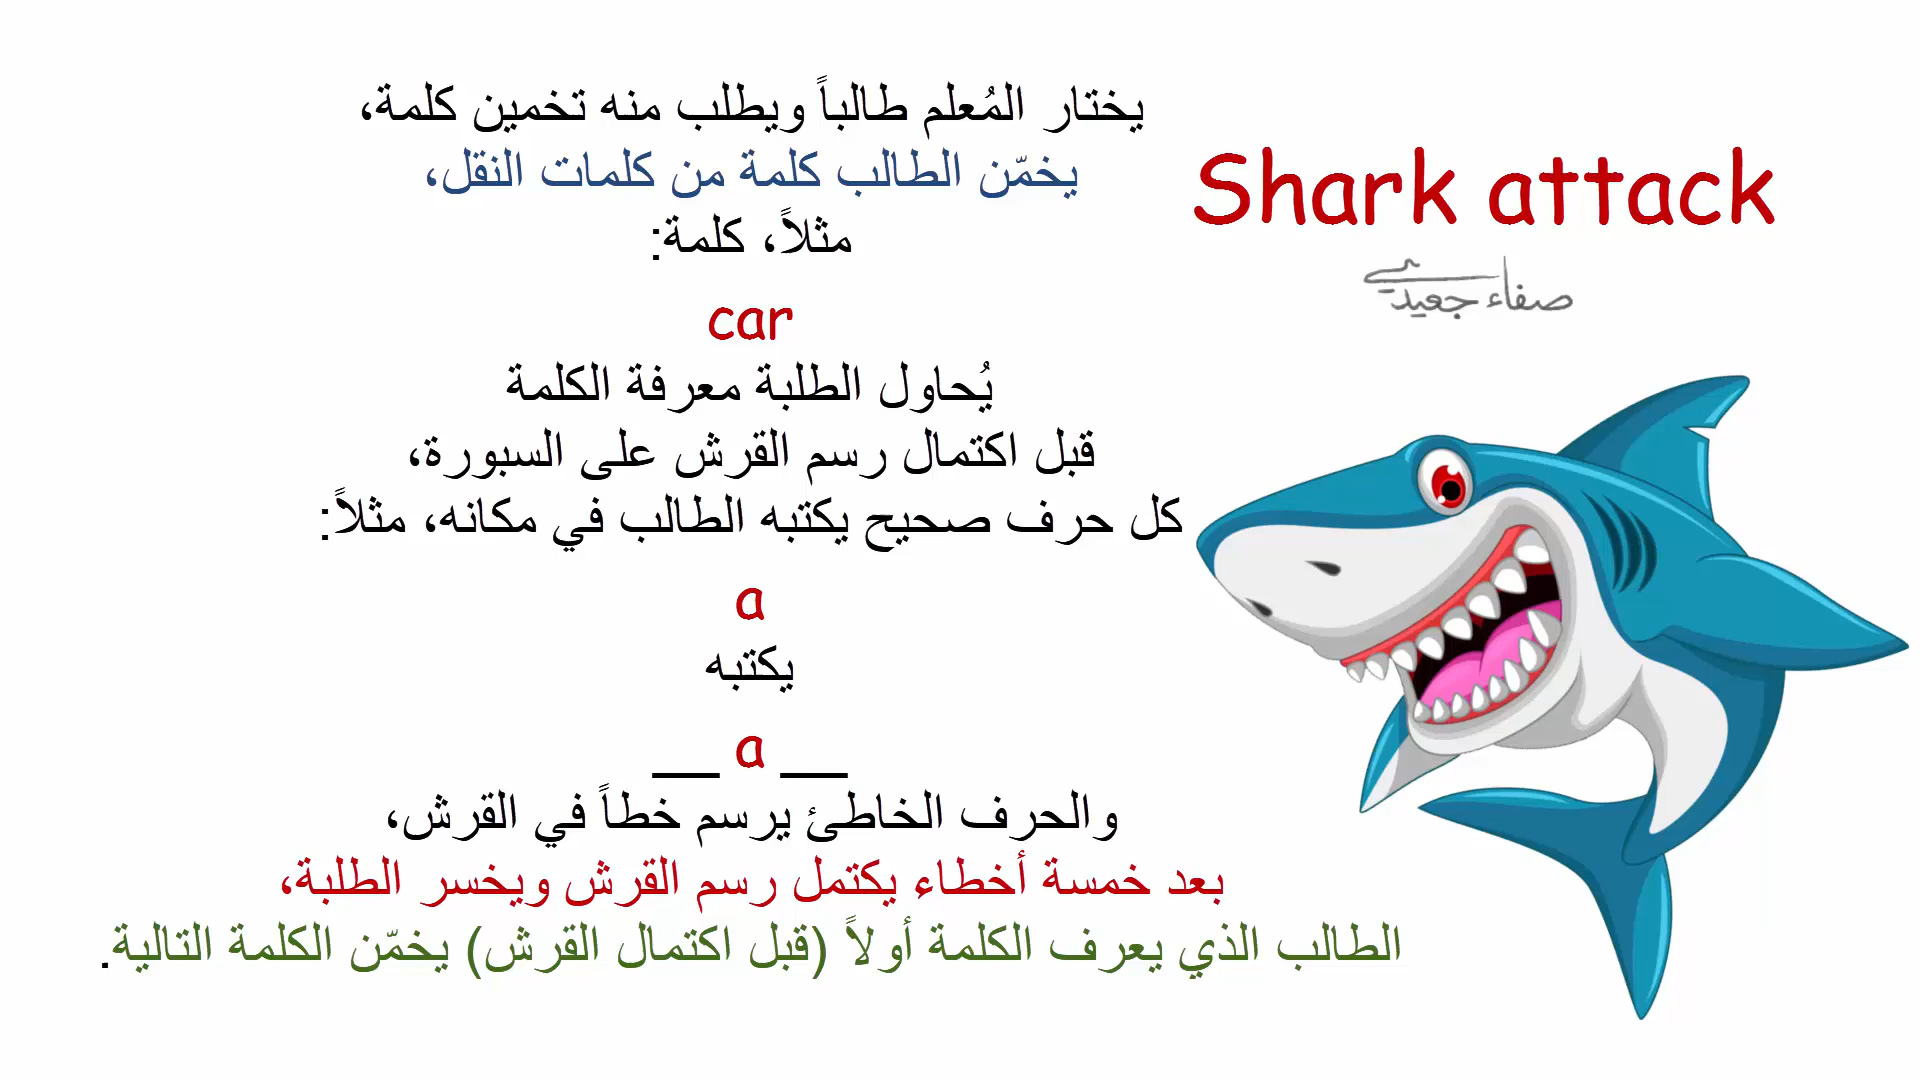 Shark attack
صفاء جعيدي
يختار المُعلم طالباً ويطلب منه تخمين كلمة،
يخمّن الطالب كلمة من كلمات النقل،
مثلاً، كلمة:
car
يُحاول الطلبة معرفة الكلمة
قبل اكتمال رسم القرش على السبورة،
كل حرف صحيح يكتبه الطالب في مكانه، مثلاً:
a
يكتبه
__ a __
والحرف الخاطئ يرسم خطاً في القرش،
بعد خمسة أخطاء يكتمل رسم القرش ويخسر الطلبة،
الطالب الذي يعرف الكلمة أولاً (قبل اكتمال القرش) يخمّن الكلمة التالية.